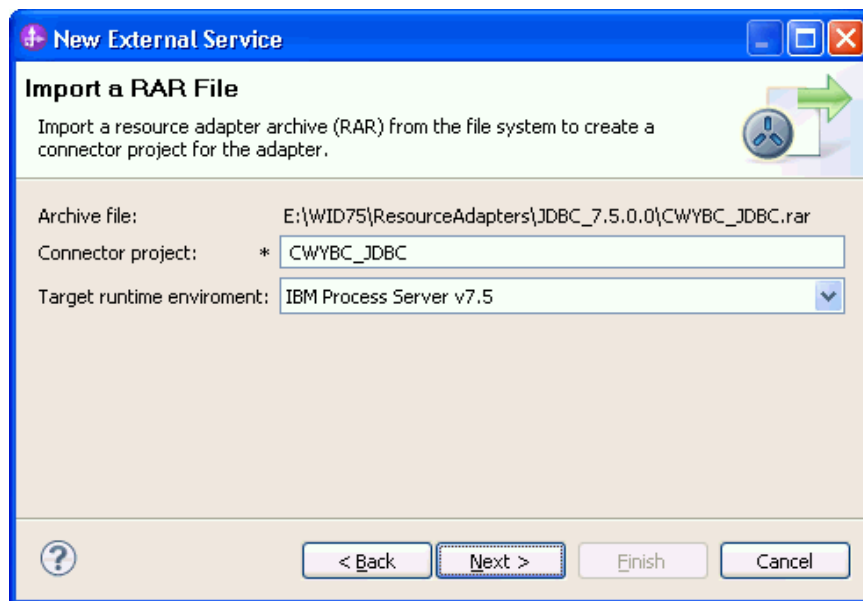 New External Service
Import a RAR File
Import a resource adapter archive (RAR) from the file system to create a
connector project for the adapter.
Archive file: E:\WID75\ResourceAdapters\JDBC_7.5.0.0\CWYBC_JDBC.rar
Connector project: * CWYBC_JDBC
Target runtime enviroment: IBM Process Server v7.5
? < Back Next > Finish Cancel